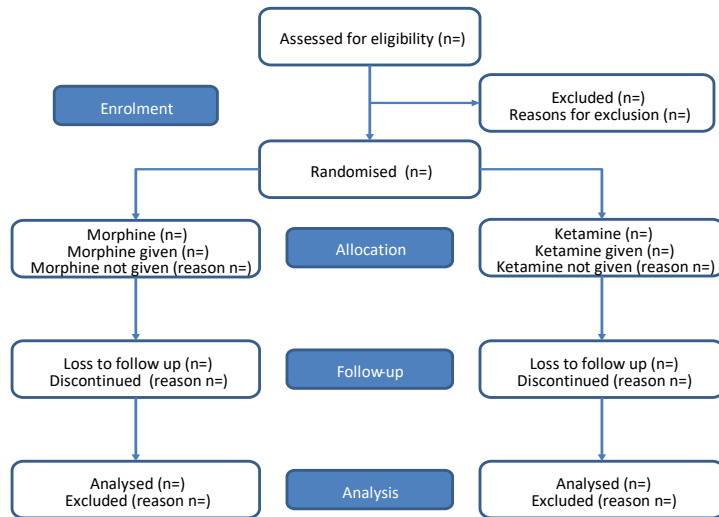 Assessed for eligibility (n=)
Enrolment
Excluded (n=)
Reasons for exclusion (n=)
Randomised (n=)
Morphine (n=)
Morphine given (n=)
Morphine not given (reason n=)
Allocation
Ketamine (n=)
Ketamine given (n=)
Ketamine not given (reason n=)
Loss to follow up (n=)
Discontinued (reason n=)
Follow-up
Loss to follow up (n=)
Discontinued (reason n=)
Analysed (n=)
Excluded (reason n=)
Analysis
Analysed (n=)
Excluded (reason n=)